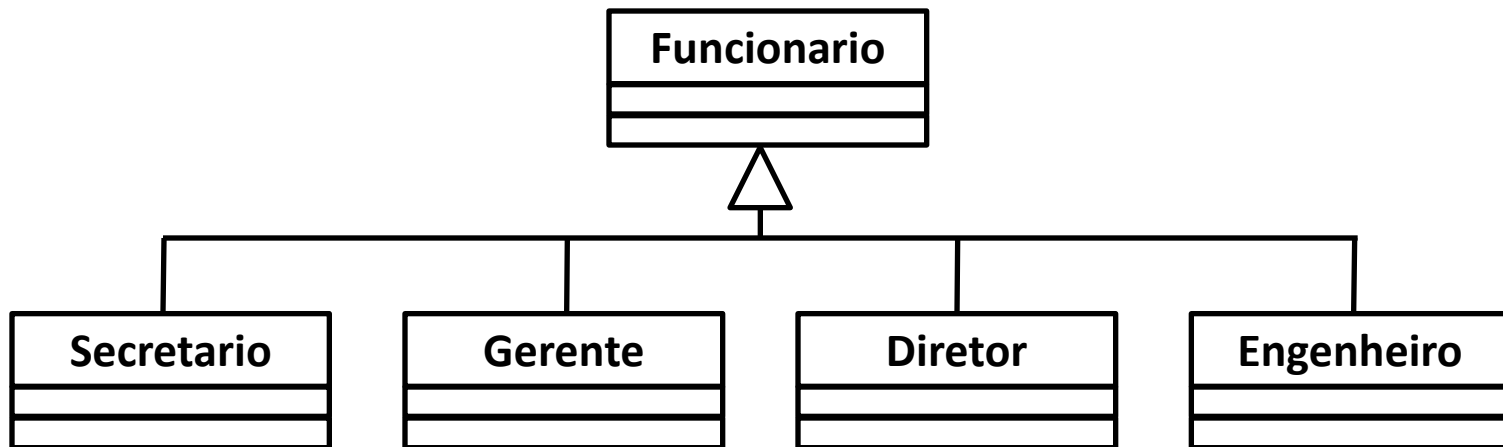 Funcionario
Secretario
Gerente
Diretor
Engenheiro